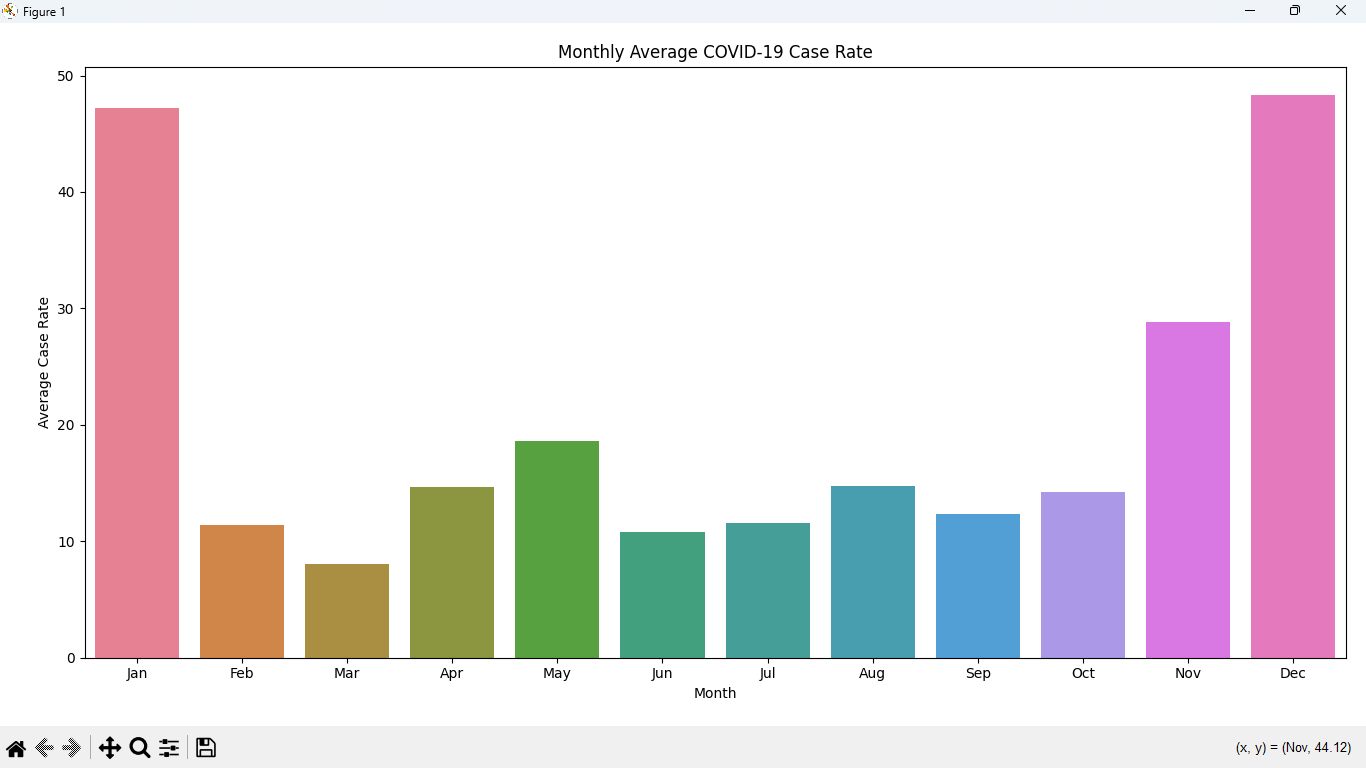 Figure 1
Monthly Average COVID-19 Case Rate
50
40
30
20
10
0
Average Case Rate
Jan Feb Mar Apr May Jun Jul Aug Sep Oct Nov Dec
Month
(x, y) = (Nov, 44.12)